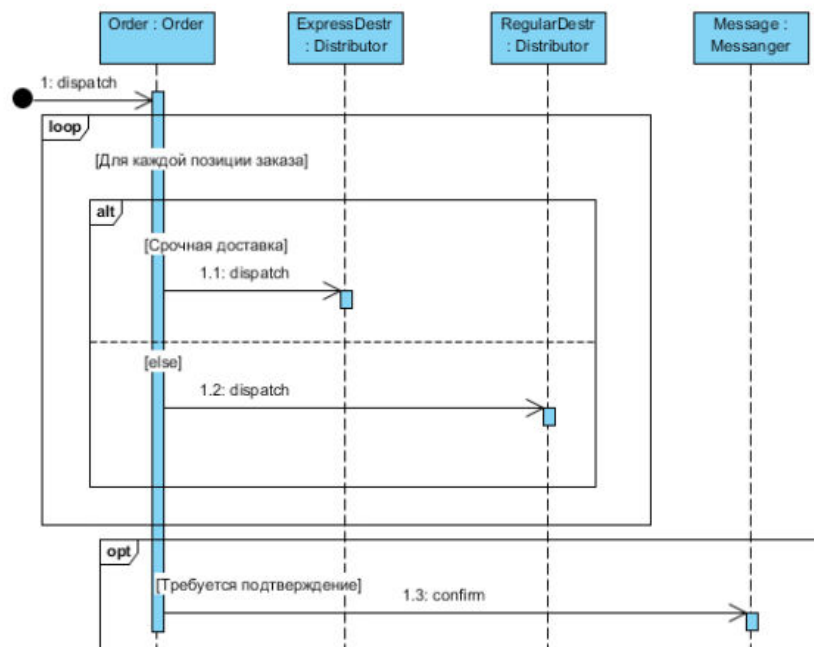 Order : Order
ExpressDestr
: Distributor
RegularDestr
: Distributor
Message :
Messanger
1: dispatch
loop
[Для каждой позиции заказа]
alt
[Срочная доставка]
1.1: dispatch
[else]
1.2: dispatch
opt
[Требуется подтверждение]
1.3: confirm